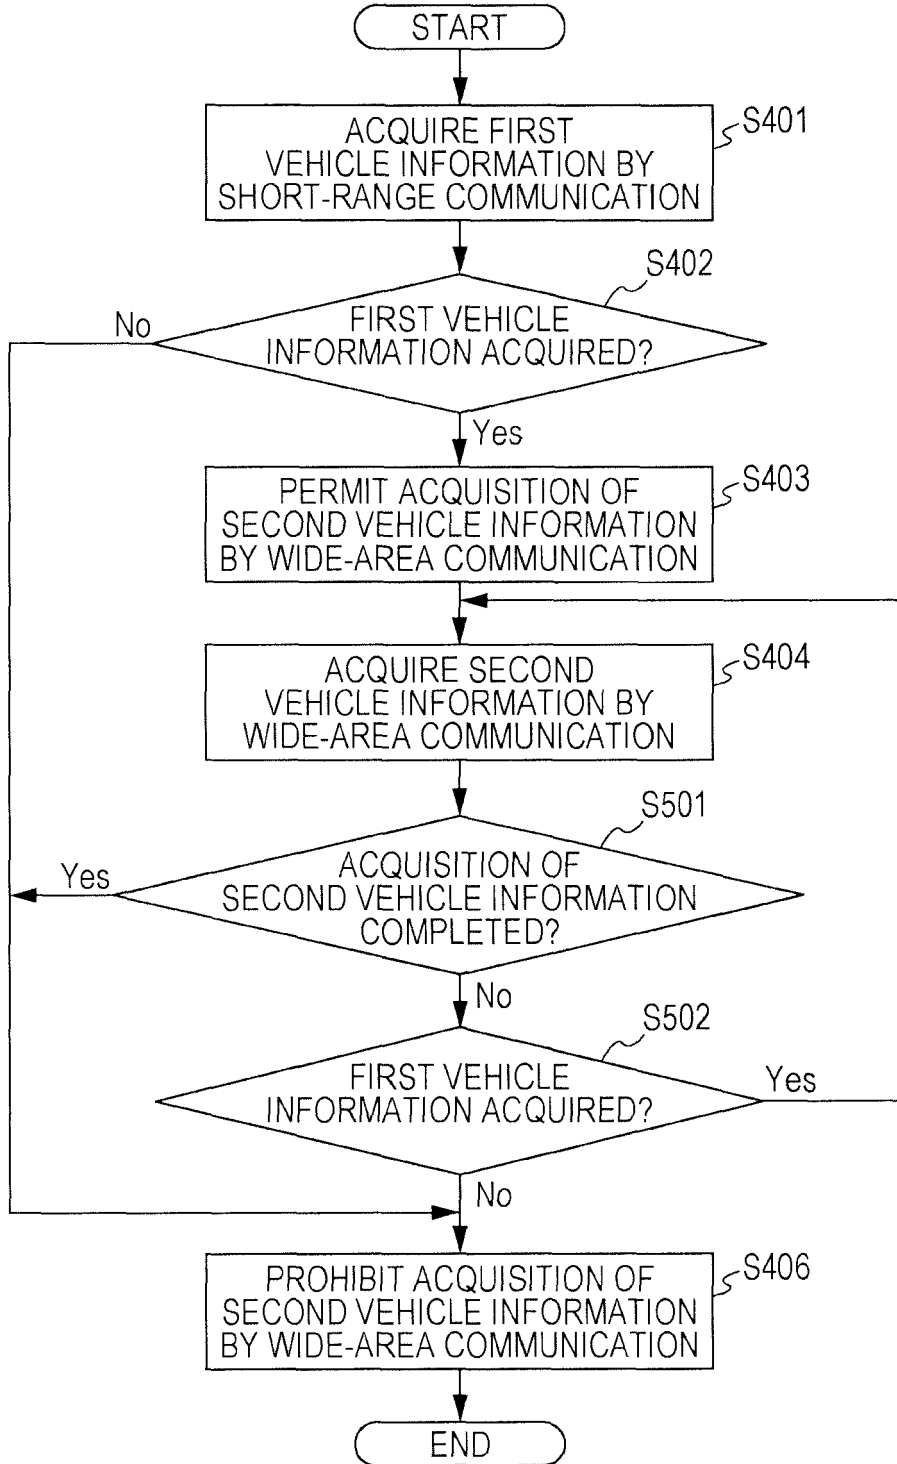 START
S401
ACQUIRE FIRST
VEHICLE INFORMATION BY
SHORT-RANGE COMMUNICATION
S402
FIRST VEHICLE
INFORMATION ACQUIRED?
No
Yes
S403
PERMIT ACQUISITION OF
SECOND VEHICLE INFORMATION
BY WIDE-AREA COMMUNICATION
S404
ACQUIRE SECOND
VEHICLE INFORMATION BY
WIDE-AREA COMMUNICATION
S501
ACQUISITION OF
SECOND VEHICLE INFORMATION
COMPLETED?
Yes
No
S502
FIRST VEHICLE
INFORMATION ACQUIRED?
Yes
No
S406
PROHIBIT ACQUISITION OF
SECOND VEHICLE INFORMATION
BY WIDE-AREA COMMUNICATION
END